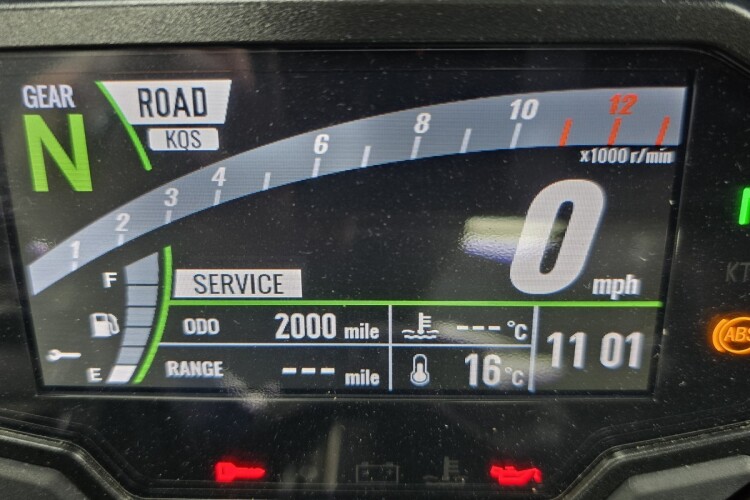 GEAR
N
ROAD
KQS
1 2 3 4 6 8 10 12
x1000 r/min
0 mph
F
SERVICE
ODO 2000 mile
--- °C
11 01
E
RANGE --- mile
16 °C
KT
ABS